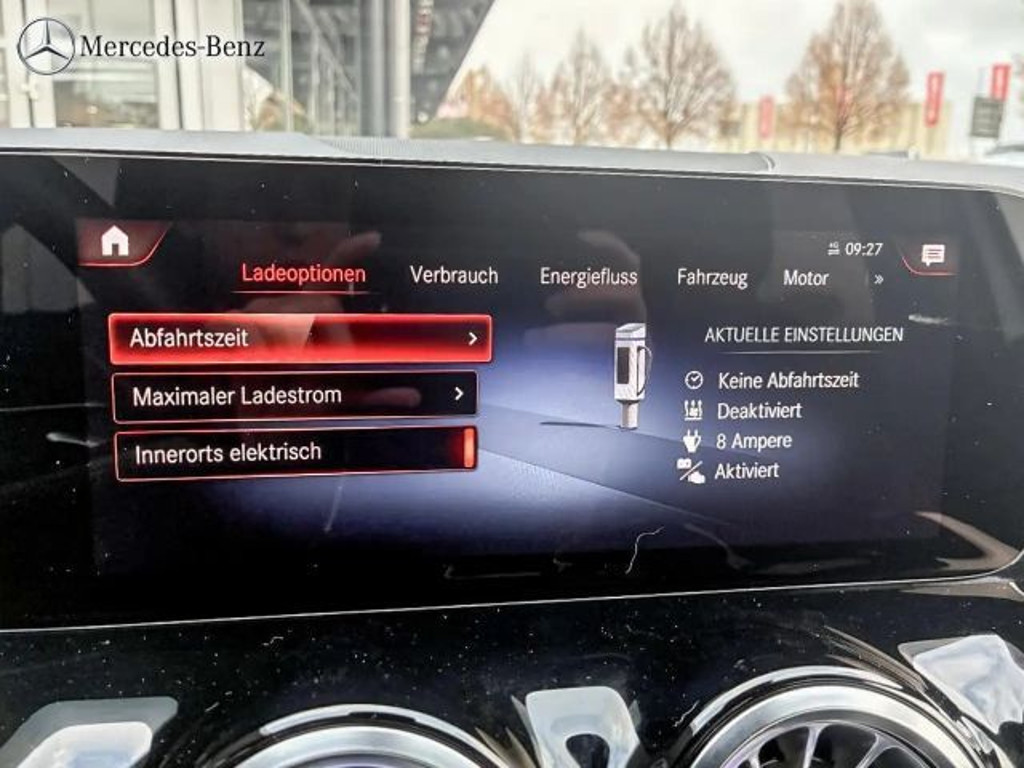 Mercedes-Benz
4G 09:27
Ladeoptionen Verbrauch Energiefluss Fahrzeug Motor »
Abfahrtszeit
Maximaler Ladestrom
Innerorts elektrisch
AKTUELLE EINSTELLUNGEN
Keine Abfahrtszeit
Deaktiviert
8 Ampere
Aktiviert